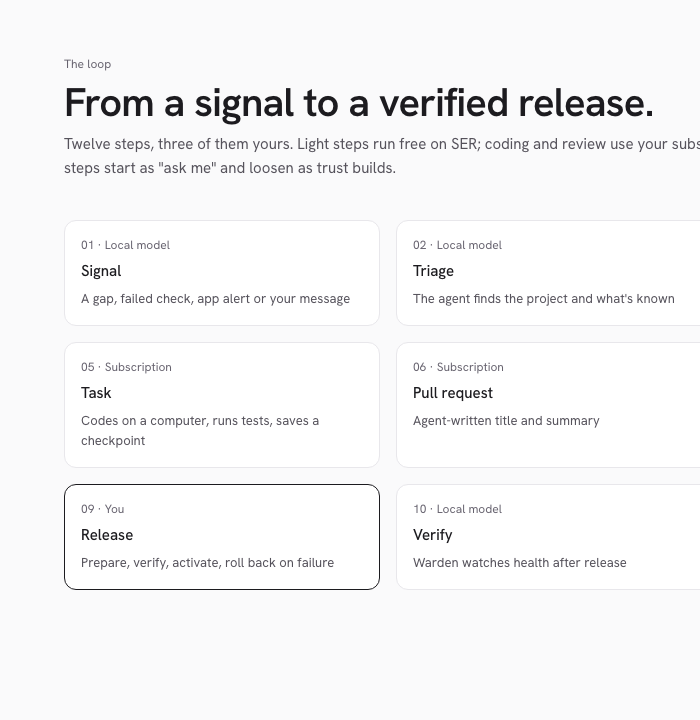 The loop
From a signal to a verified release.
Twelve steps, three of them yours. Light steps run free on SER; coding and review use your
steps start as "ask me" and loosen as trust builds.
01 · Local model
Signal
A gap, failed check, app alert or your message
02 · Local model
Triage
The agent finds the project and what's known
05 · Subscription
Task
Codes on a computer, runs tests, saves a
checkpoint
06 · Subscription
Pull request
Agent-written title and summary
09 · You
Release
Prepare, verify, activate, roll back on failure
10 · Local model
Verify
Warden watches health after release